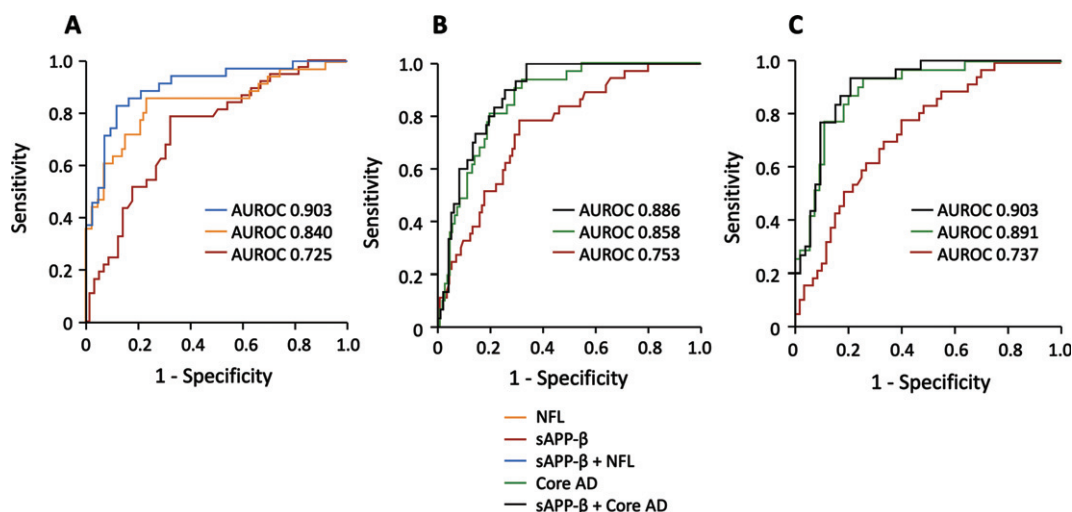 A
B
C
Sensitivity
1.0
0.8
0.6
0.4
0.2
0
AUROC 0.903
AUROC 0.840
AUROC 0.725
0 0.2 0.4 0.6 0.8 1.0
1 - Specificity
Sensitivity
1.0
0.8
0.6
0.4
0.2
0
AUROC 0.886
AUROC 0.858
AUROC 0.753
0 0.2 0.4 0.6 0.8 1.0
1 - Specificity
Sensitivity
1.0
0.8
0.6
0.4
0.2
0
AUROC 0.903
AUROC 0.891
AUROC 0.737
0 0.2 0.4 0.6 0.8 1.0
1 - Specificity
NFL
sAPP-β
sAPP-β + NFL
Core AD
sAPP-β + Core AD